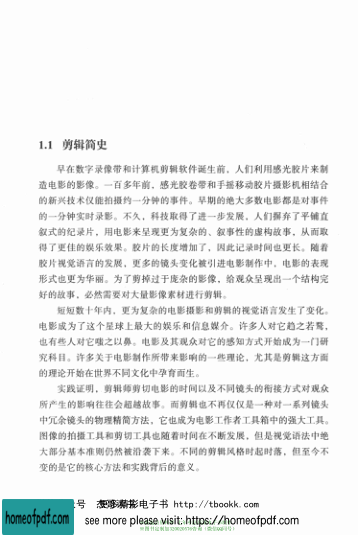 1.1 剪辑简史
早在数字录像带和计算机剪辑软件诞生前，人们利用感光胶片来制
造电影的影像。一百多年前，感光胶卷带和手摇移动胶片摄影机相结合
的新兴技术仅能拍摄约一分钟的事件。早期的绝大多数电影都是对事件
的一分钟实时录影。不久，科技取得了进一步发展，人们摒弃了平铺直
叙式的纪录片，用电影来呈现更为复杂的、叙事性的虚构故事，从而取
得了更佳的娱乐效果。胶片的长度增加了，因此记录时间也更长。随着
胶片视觉语言的发展，更多的镜头变化被引进电影制作中，电影的表现
形式也更为华丽。为了剪掉过于庞杂的影像，给观众呈现出一个结构完
好的故事，必然需要对大量影像素材进行剪辑。
短短数十年内，更为复杂的电影摄影和剪辑的视觉语言发生了变化。
电影成为了这个星球上最大的娱乐和信息媒介。许多人对它趋之若鹜，
也有些人对它嗤之以鼻。电影及其观众对它的感知方式开始成为一门研
究科目。许多关于电影制作所带来影响的一些理论，尤其是剪辑这方面
的理论开始在世界不同文化中孕育而生。
实践证明，剪辑师剪切电影的时间以及不同镜头的衔接方式对观众
所产生的影响往往会超越故事。而剪辑也不再仅仅是一种对一系列镜头
中冗余镜头的物理精简方法，它也成为电影工作者工具箱中的强大工具。
图像的拍摄工具和剪切工具也随着时间在不断发展，但是视觉语法中绝
大部分基本准则仍然被沿袭下来。不同的剪辑风格时起时落，但至今不
变的是它的核心方法和实践背后的意义。
号 电子书 http://tbookk.com
homeofpdf.com see more please visit: https://homeofpdf.com